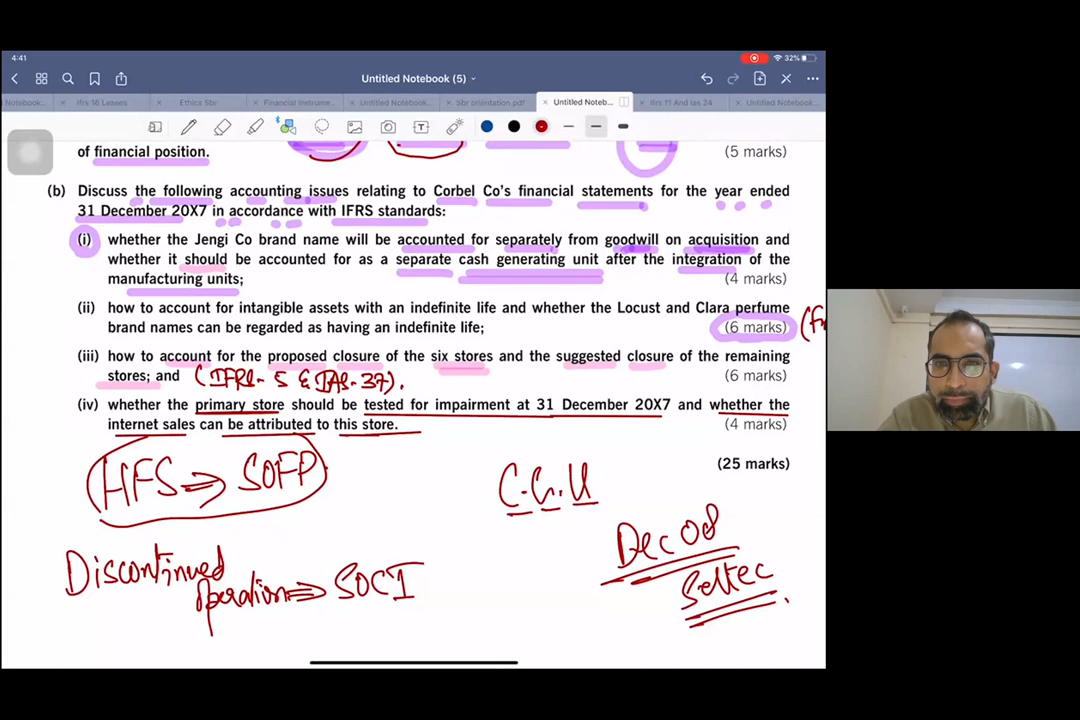 4:41
32%
Untitled Notebook (5)
Notebook...
ifrs 16 Leases
Ethics Sbr
Financial Instrume...
Untitled Notebook...
Sbr orientation.pdf
Untitled Noteb...
Ifrs 11 And ias 24
Untitled Notebook...
of financial position. (5 marks)
(b) Discuss the following accounting issues relating to Corbel Co's financial statements for the year ended
31 December 20X7 in accordance with IFRS standards:
(i) whether the Jengi Co brand name will be accounted for separately from goodwill on acquisition and
whether it should be accounted for as a separate cash generating unit after the integration of the
manufacturing units; (4 marks)
(ii) how to account for intangible assets with an indefinite life and whether the Locust and Clara perfume
brand names can be regarded as having an indefinite life; (6 marks)
(iii) how to account for the proposed closure of the six stores and the suggested closure of the remaining
stores; and (IFRS-5 & IAS-37). (6 marks)
(iv) whether the primary store should be tested for impairment at 31 December 20X7 and whether the
internet sales can be attributed to this store. (4 marks)
(25 marks)
HFS ⇒ SOFP
C.G.U
Dec 08
Seltec
Discontinued
operation ⇒ SOCI